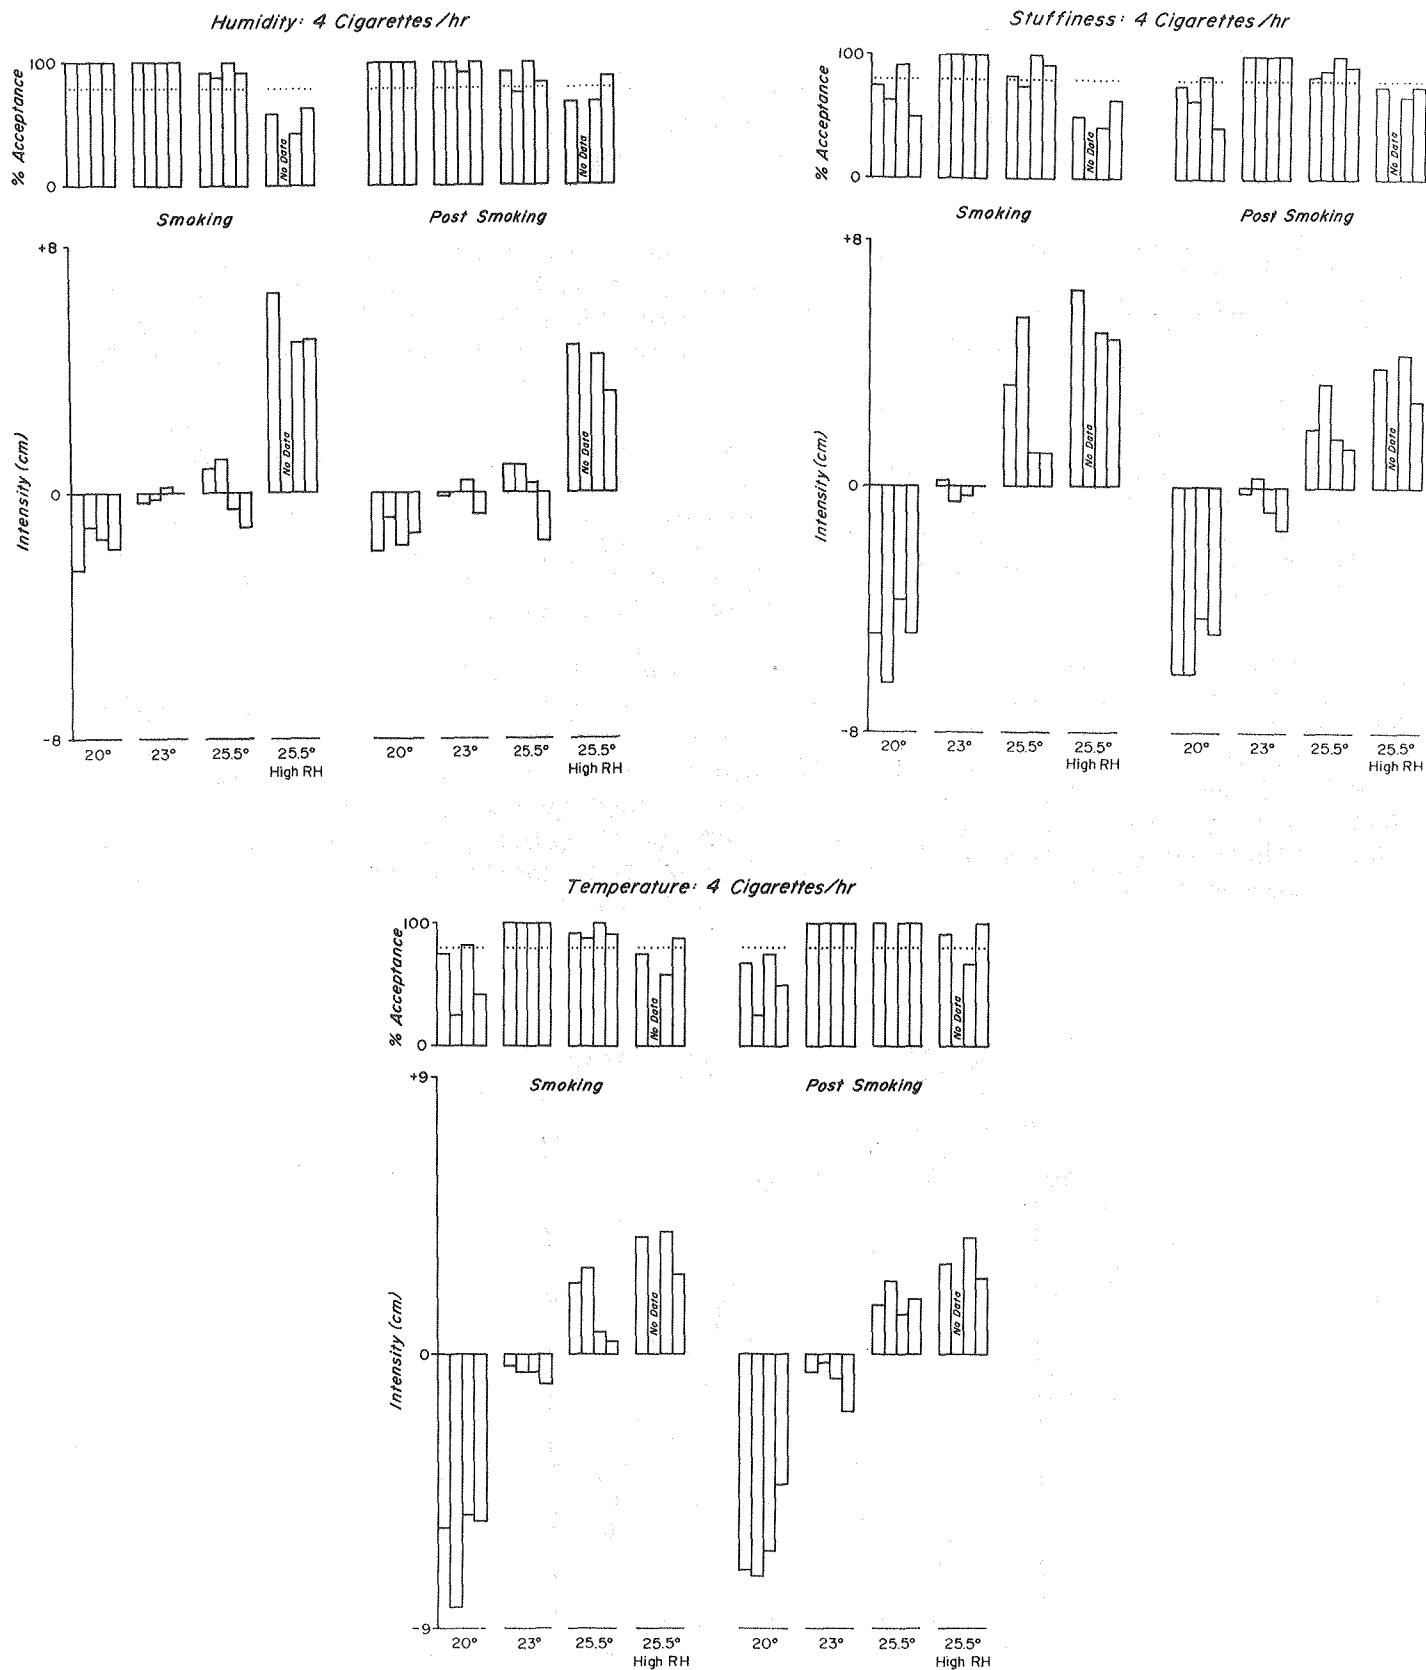 Humidity: 4 Cigarettes/hr
100
% Acceptance
0
No Data
No Data
Smoking
Post Smoking
+8
Intensity (cm)
0
No Data
No Data
-8
20°
23°
25.5°
25.5°
High RH
20°
23°
25.5°
25.5°
High RH
Stuffiness: 4 Cigarettes/hr
100
% Acceptance
0
No Data
No Data
Smoking
Post Smoking
+8
Intensity (cm)
0
No Data
No Data
-8
20°
23°
25.5°
25.5°
High RH
20°
23°
25.5°
25.5°
High RH
Temperature: 4 Cigarettes/hr
100
% Acceptance
0
No Data
No Data
+9
Smoking
Post Smoking
Intensity (cm)
0
No Data
No Data
-9
20°
23°
25.5°
25.5°
High RH
20°
23°
25.5°
25.5°
High RH